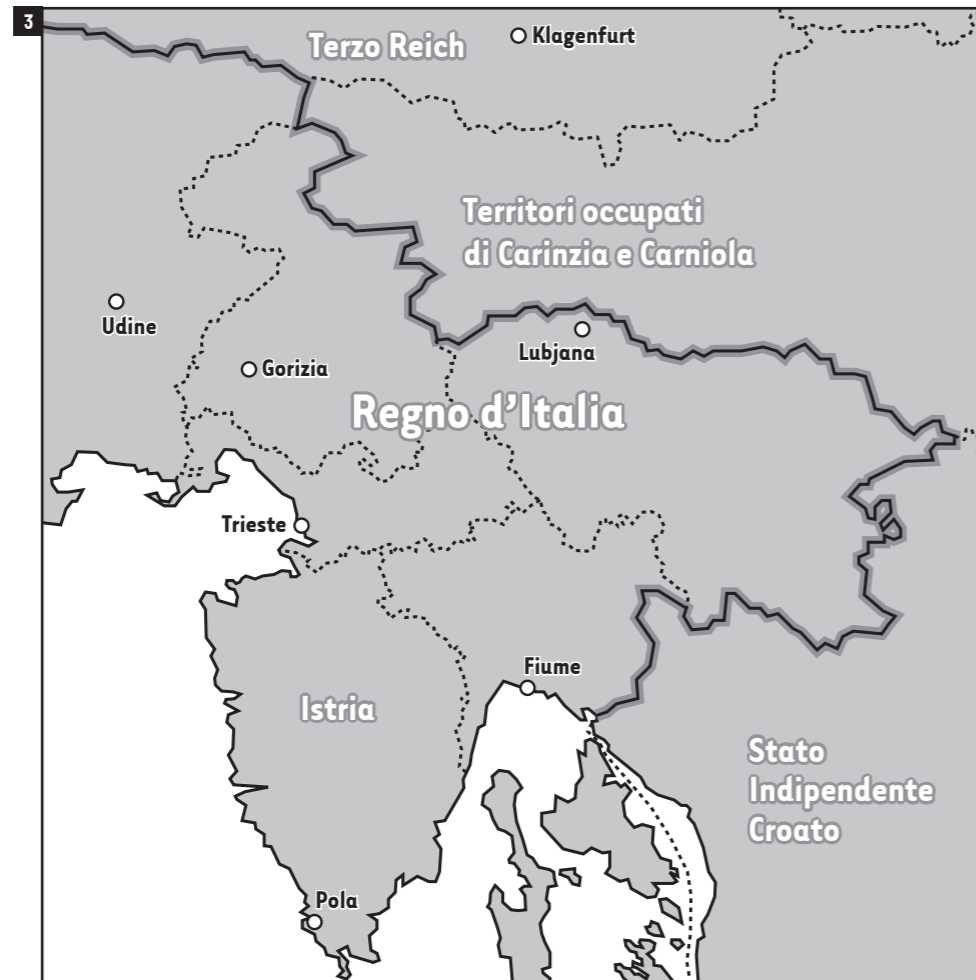 3
Terzo Reich
Klagenfurt
Territori occupati
di Carinzia e Carniola
Udine
Lubjana
Gorizia
Regno d’Italia
Trieste
Fiume
Istria
Stato
Indipendente
Croato
Pola